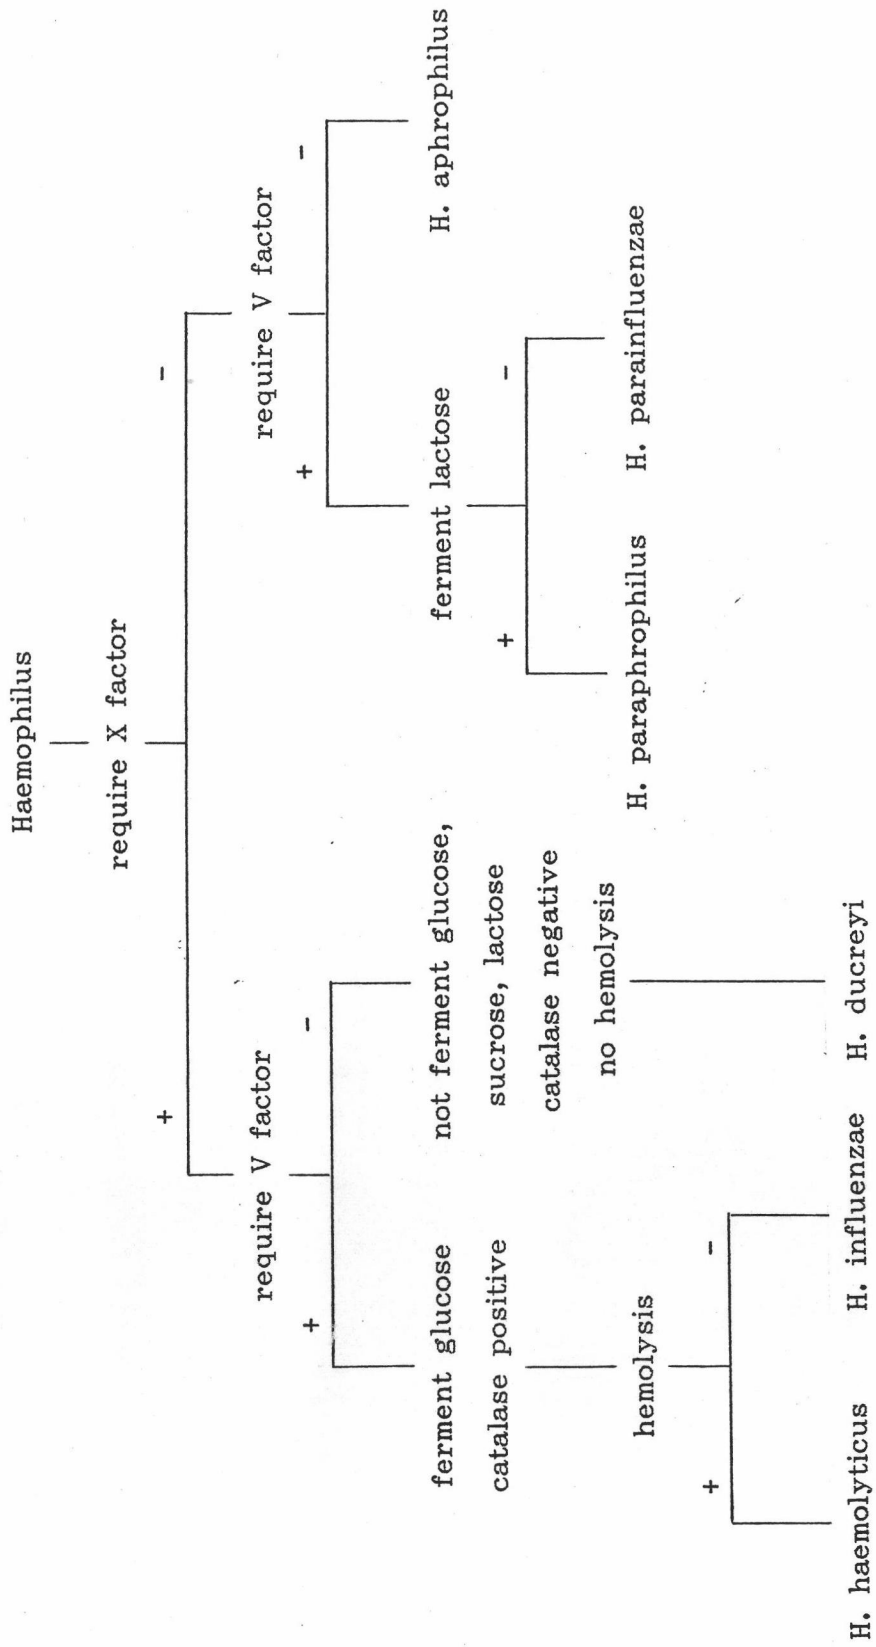 Haemophilus
require X factor
+ -
require V factor require V factor
+ - + -
ferment glucose not ferment glucose, ferment lactose H. aphrophilus
catalase positive sucrose, lactose + -
catalase negative
hemolysis no hemolysis H. paraphrophilus H. parainfluenzae
+ -
H. haemolyticus H. influenzae H. ducreyi